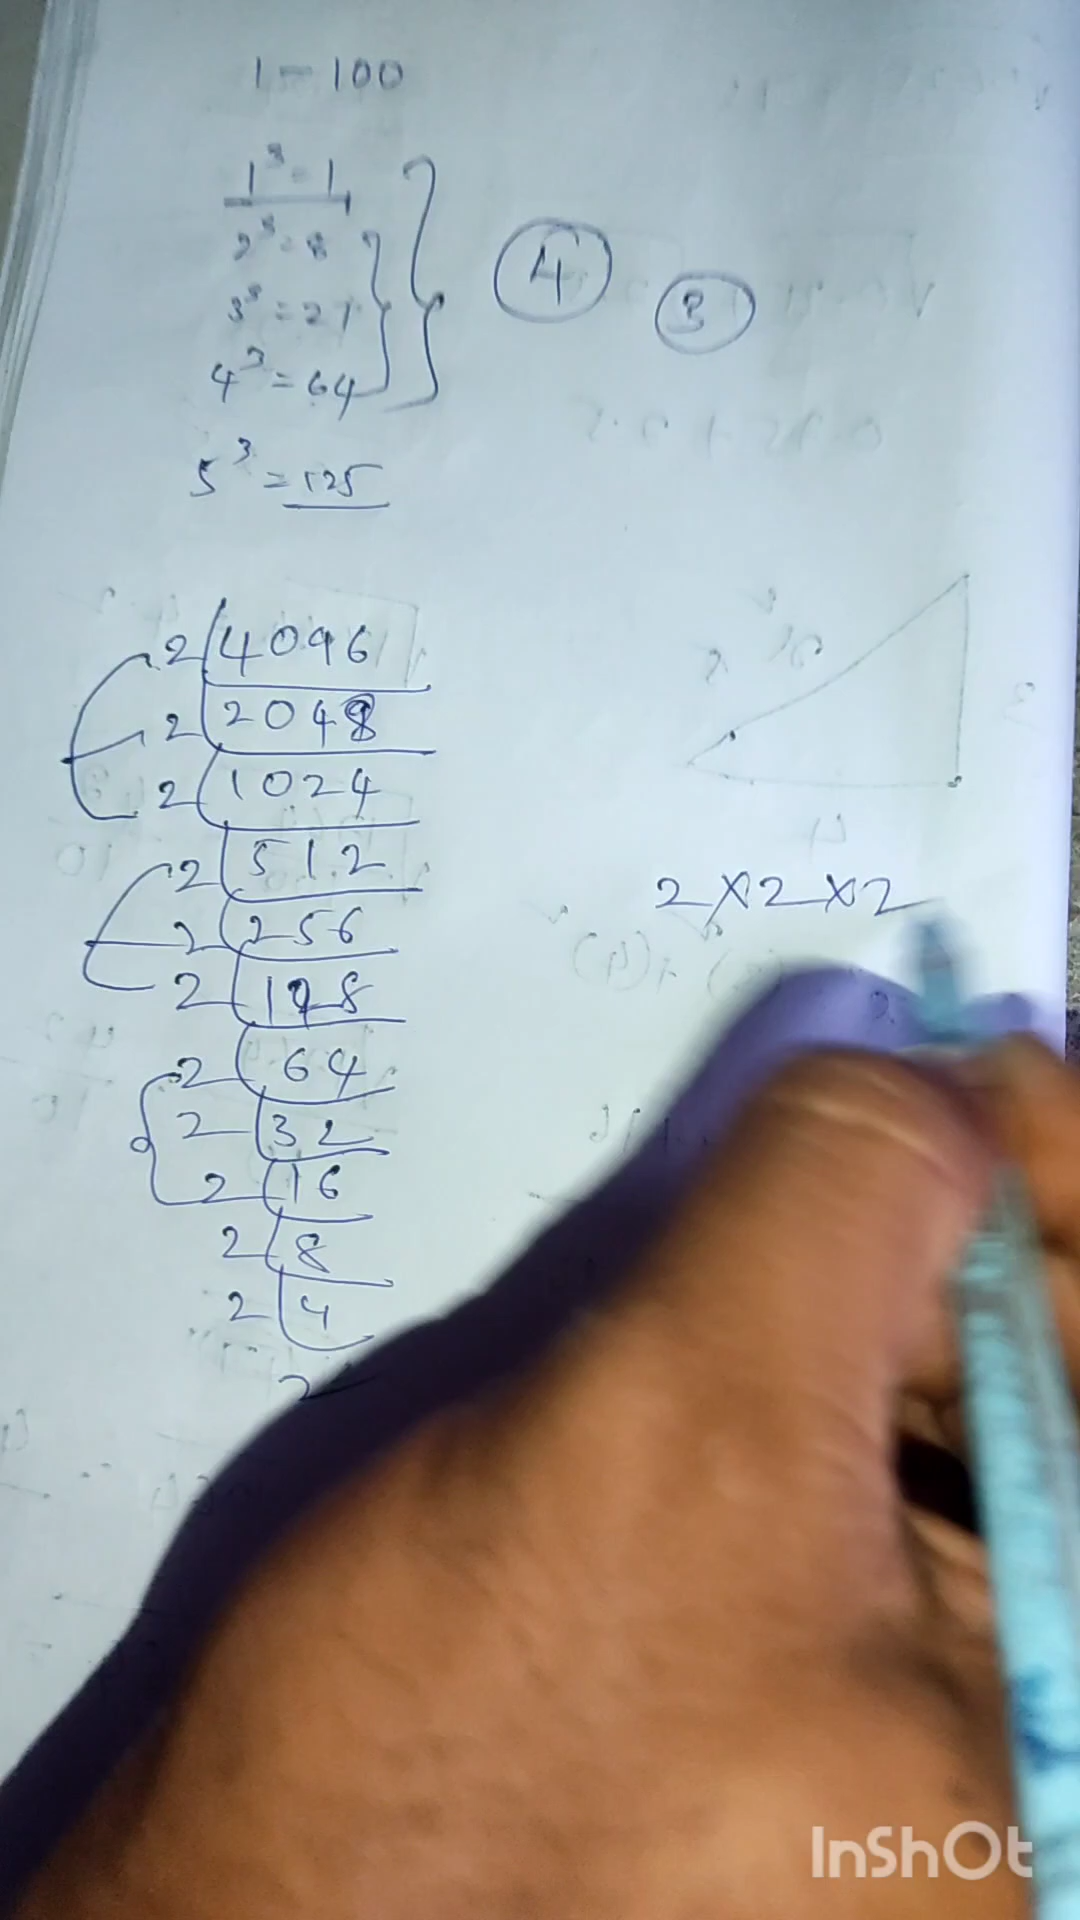 1 - 100
1³ = 1
2³ = 8
3³ = 27
4³ = 64
4
3
5³ = 125
2 4096
2 2048
2 1024
2 512
2 256
2 128
2 64
2 32
2 16
2 8
2 4
2
2 × 2 × 2
InShOt